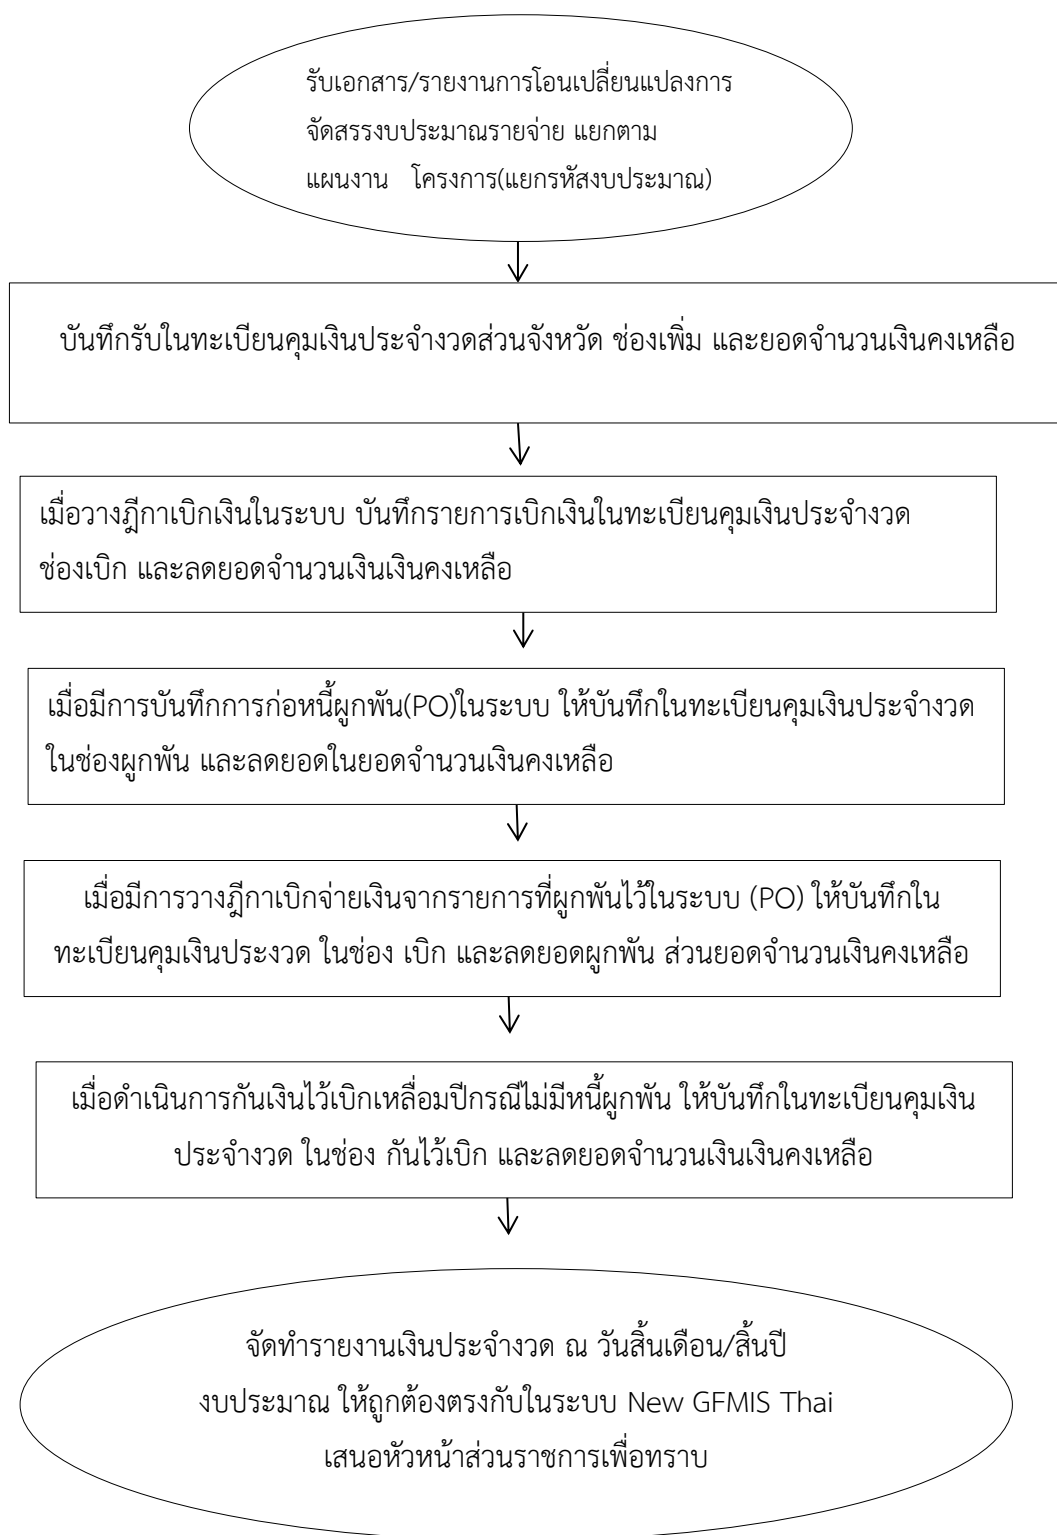 รับเอกสาร/รายงานการโอนเปลี่ยนแปลงการ
จัดสรรงบประมาณรายจ่าย แยกตาม
แผนงาน โครงการ(แยกรหัสงบประมาณ)
บันทึกรับในทะเบียนคุมเงินประจำงวดส่วนจังหวัด ช่องเพิ่ม และยอดจำนวนเงินคงเหลือ
เมื่อวางฎีกาเบิกเงินในระบบ บันทึกรายการเบิกเงินในทะเบียนคุมเงินประจำงวด
ช่องเบิก และลดยอดจำนวนเงินเงินคงเหลือ
เมื่อมีการบันทึกการก่อหนี้ผูกพัน(PO)ในระบบ ให้บันทึกในทะเบียนคุมเงินประจำงวด
ในช่องผูกพัน และลดยอดในยอดจำนวนเงินคงเหลือ
เมื่อมีการวางฎีกาเบิกจ่ายเงินจากรายการที่ผูกพันไว้ในระบบ (PO) ให้บันทึกใน
ทะเบียนคุมเงินประงวด ในช่อง เบิก และลดยอดผูกพัน ส่วนยอดจำนวนเงินคงเหลือ
เมื่อดำเนินการกันเงินไว้เบิกเหลื่อมปีกรณีไม่มีหนี้ผูกพัน ให้บันทึกในทะเบียนคุมเงิน
ประจำงวด ในช่อง กันไว้เบิก และลดยอดจำนวนเงินเงินคงเหลือ
จัดทำรายงานเงินประจำงวด ณ วันสิ้นเดือน/สิ้นปี
งบประมาณ ให้ถูกต้องตรงกับในระบบ New GFMIS Thai
เสนอหัวหน้าส่วนราชการเพื่อทราบ